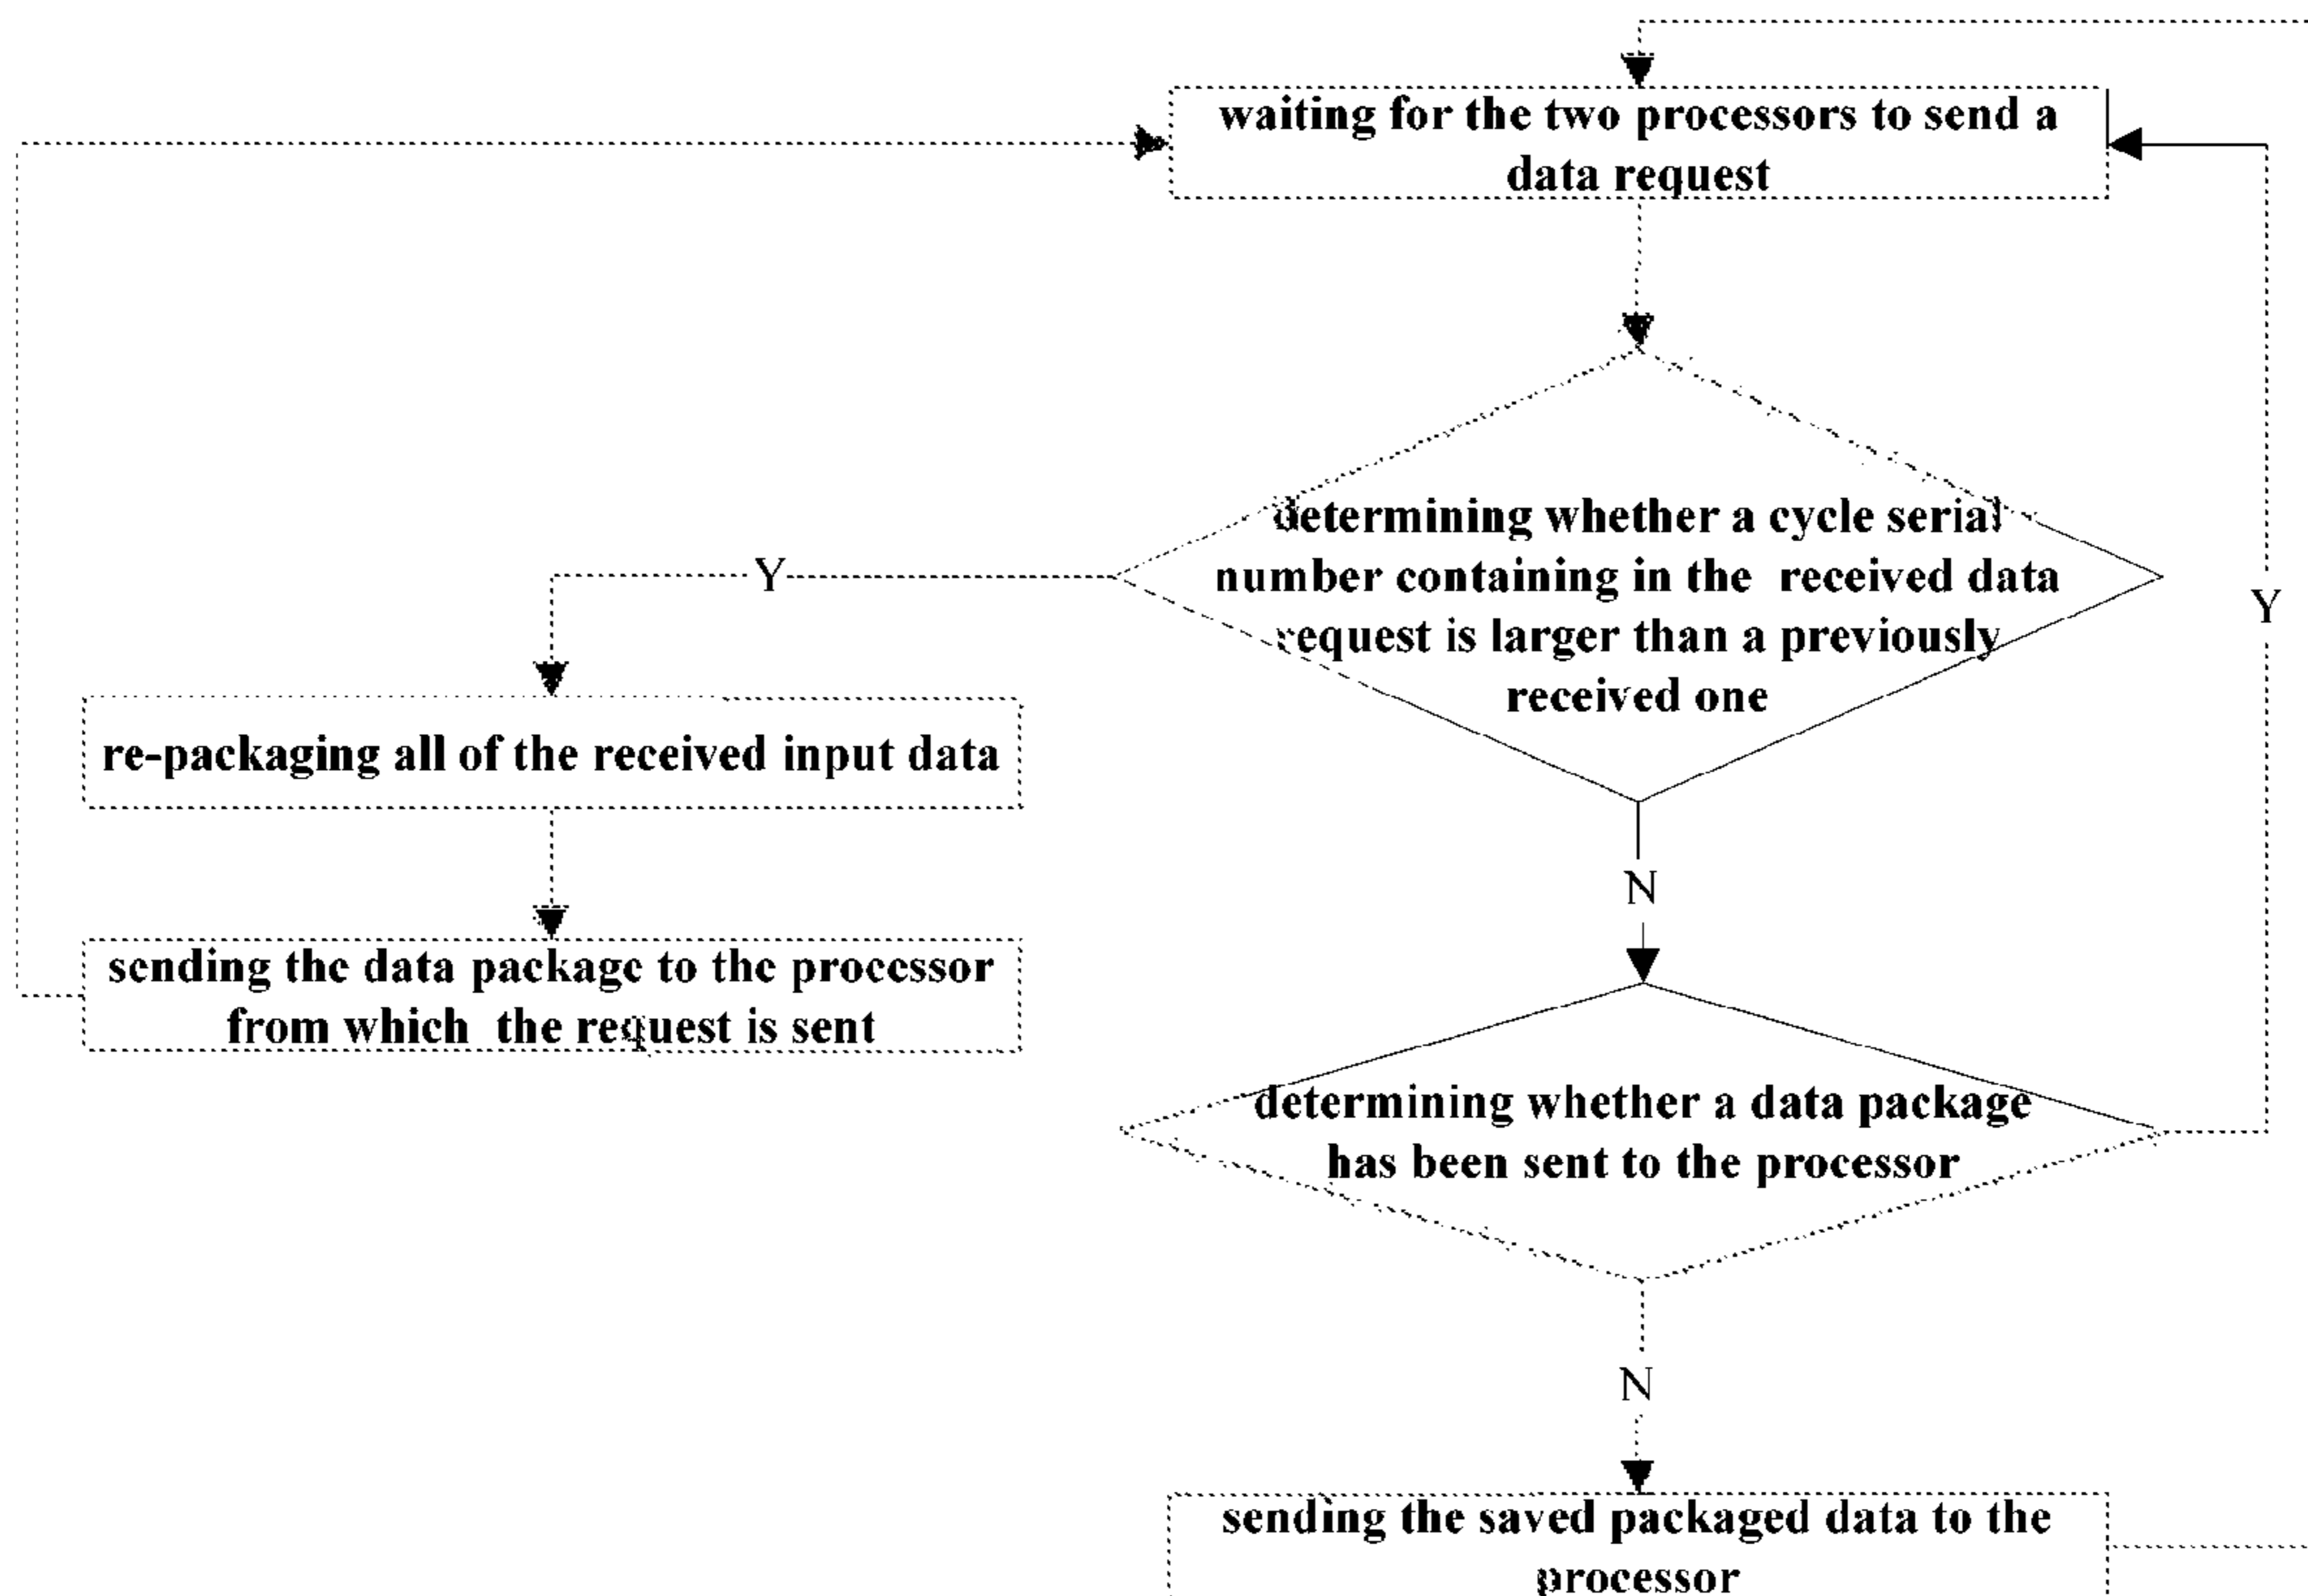 waiting for the two processors to send a
data request
determining whether a cycle serial
number containing in the received data
request is larger than a previously
received one
Y
Y
re-packaging all of the received input data
N
sending the data package to the processor
from which the request is sent
determining whether a data package
has been sent to the processor
N
sending the saved packaged data to the
processor